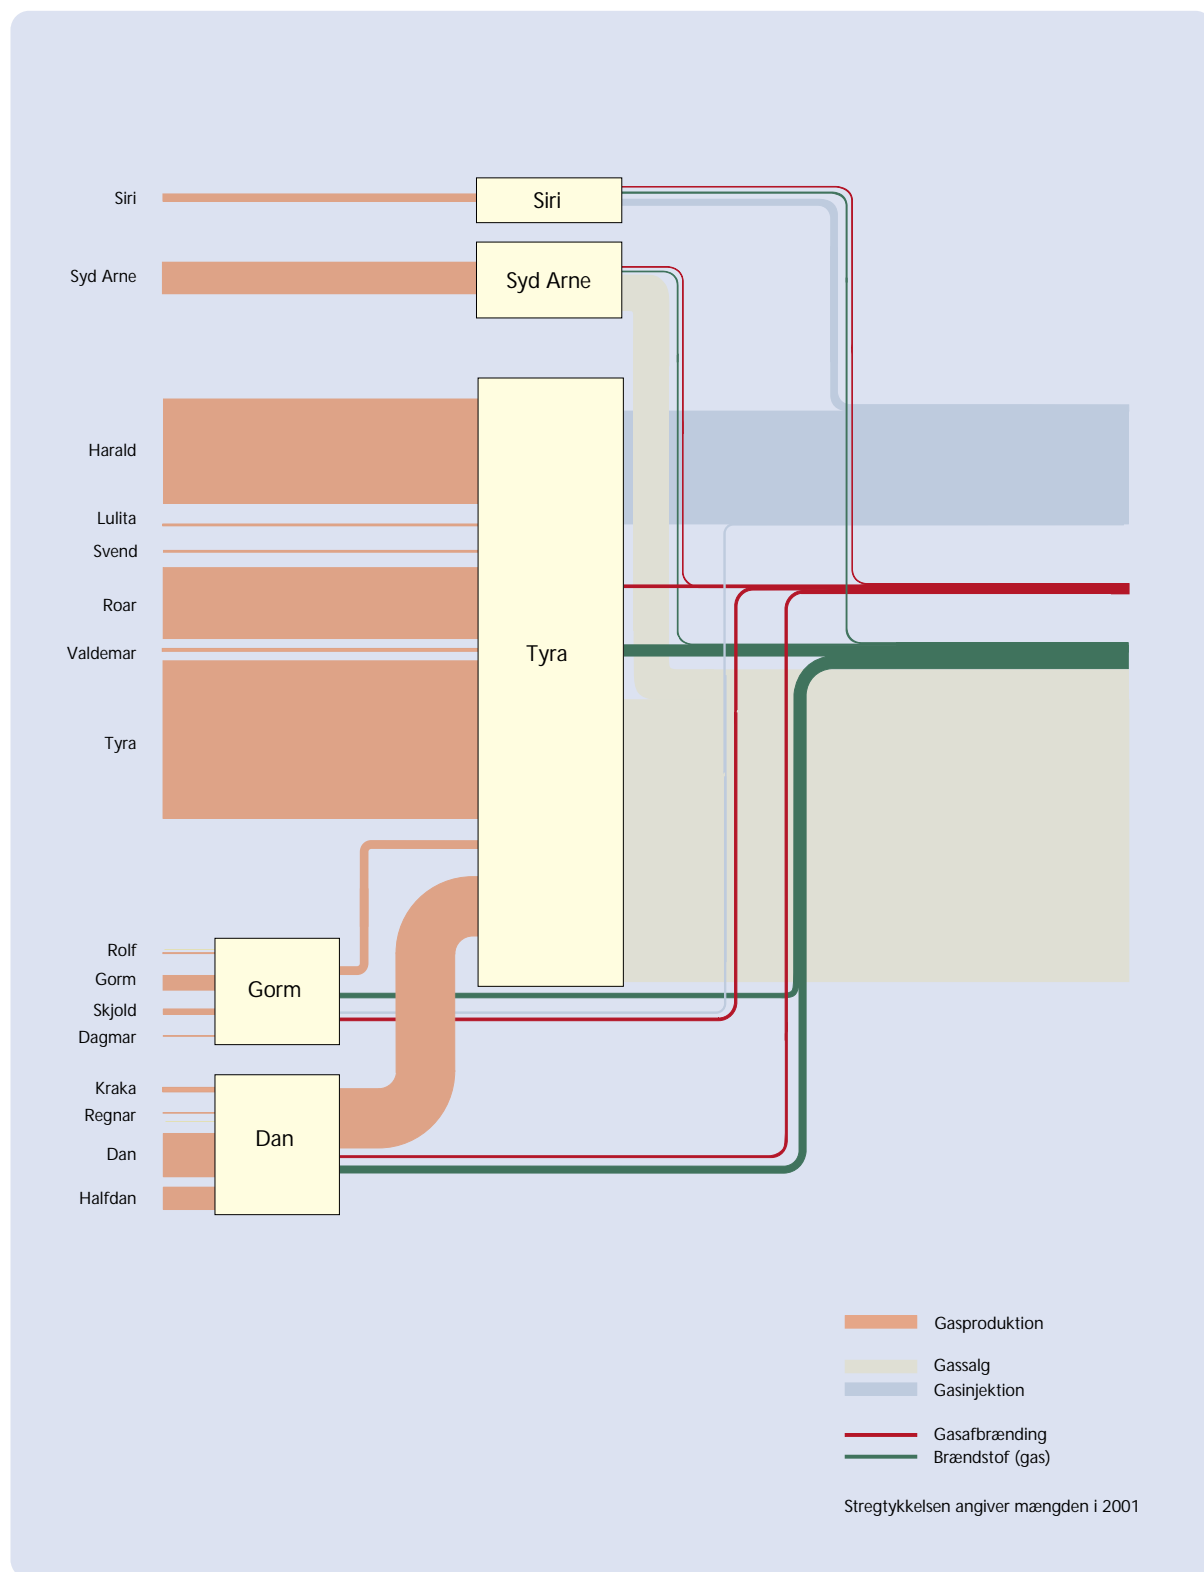 Siri
Siri
Syd Arne
Syd Arne
Harald
Lulita
Svend
Roar
Valdemar
Tyra
Tyra
Rolf
Gorm
Gorm
Skjold
Dagmar
Kraka
Regnar
Dan
Dan
Halfdan
Gasproduktion
Gassalg
Gasinjektion
Gasafbrænding
Brændstof (gas)
Stregtykkelsen angiver mængden i 2001